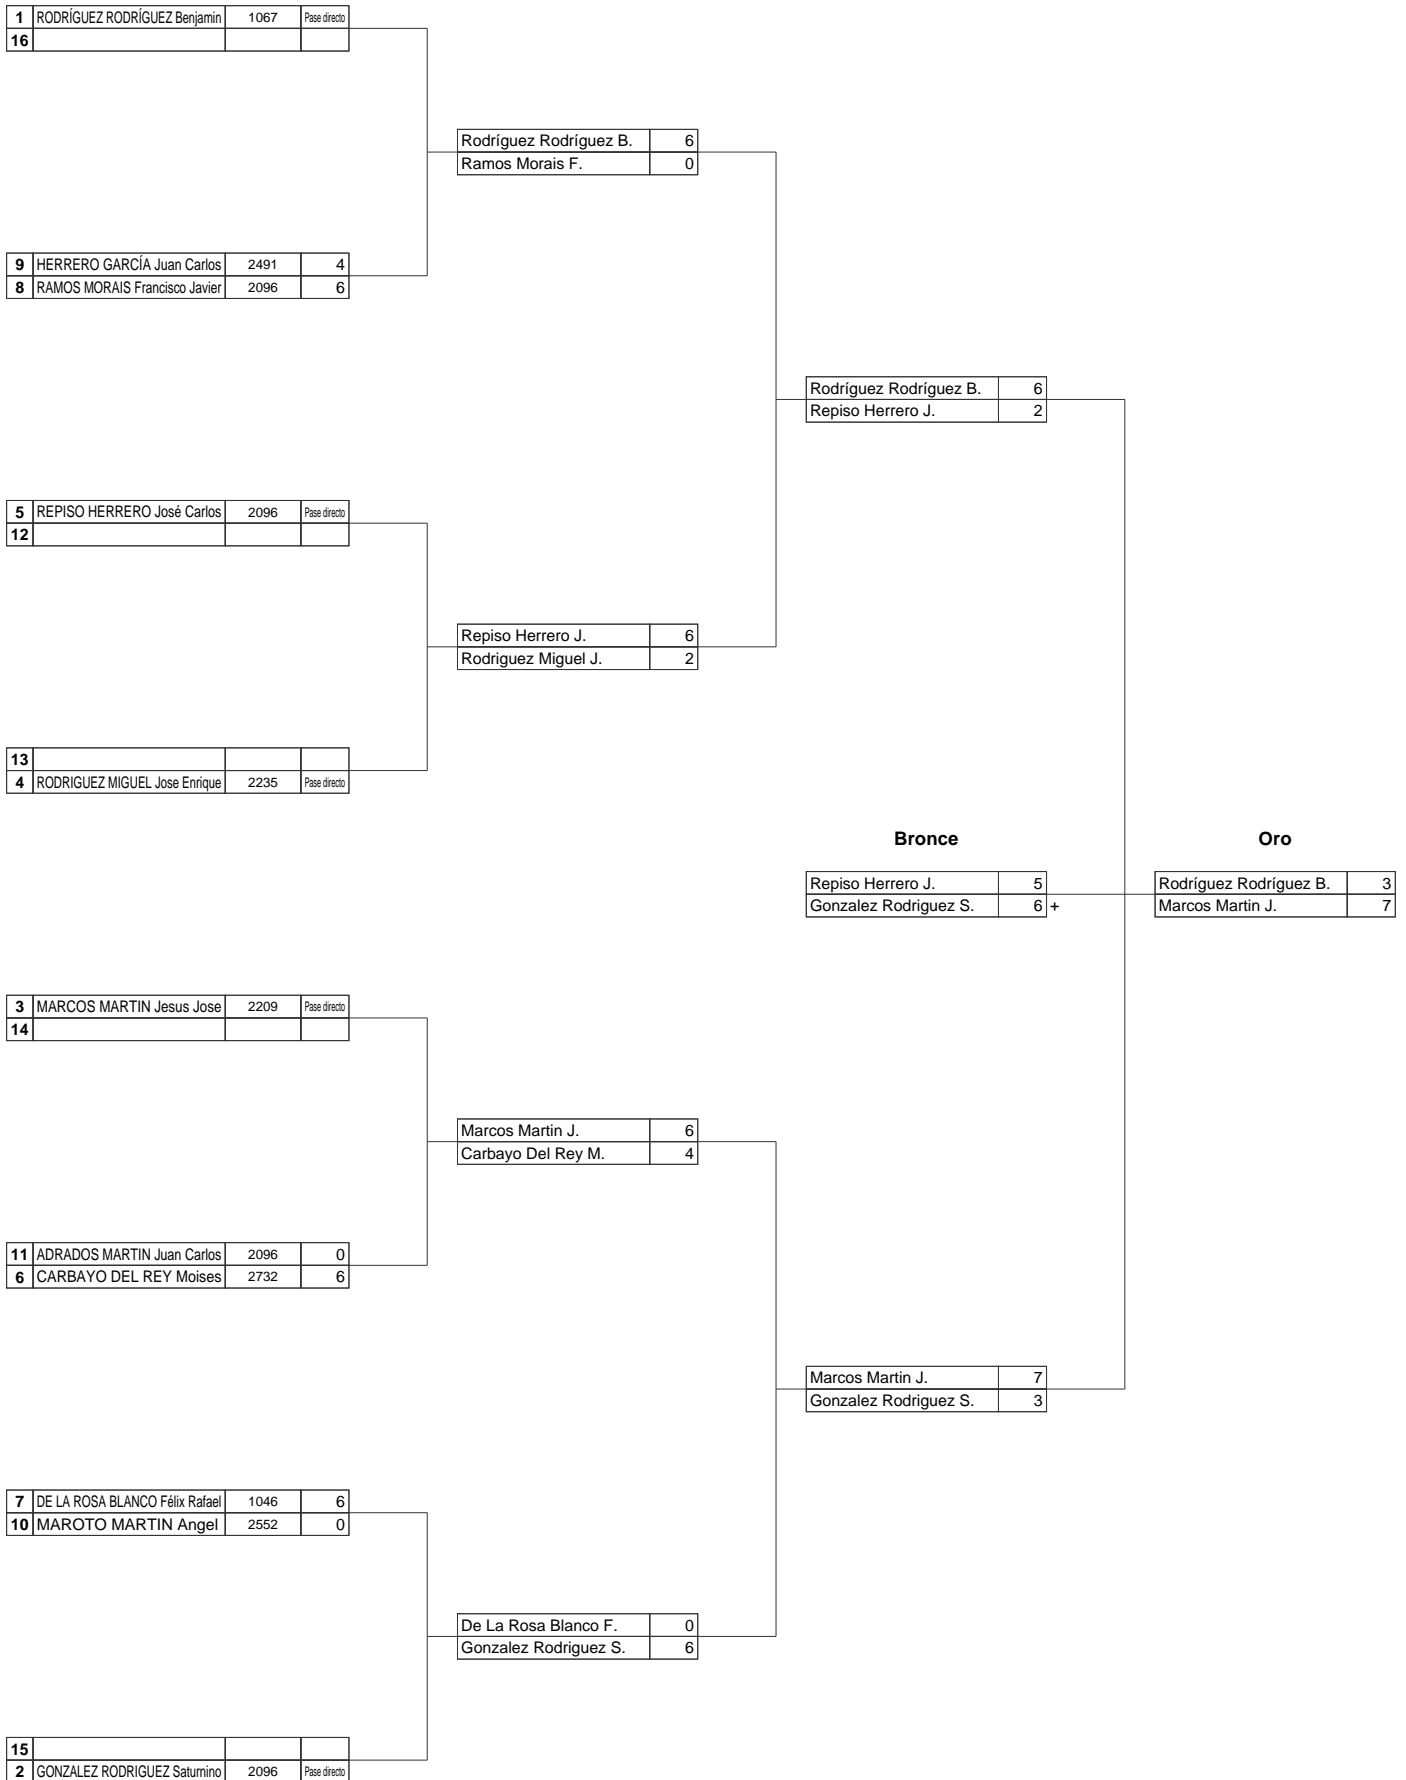 1 RODRÍGUEZ RODRÍGUEZ Benjamin 1067 Pase directo
16
Rodríguez Rodríguez B. 6
Ramos Morais F. 0
9 HERRERO GARCÍA Juan Carlos 2491 4
8 RAMOS MORAIS Francisco Javier 2096 6
Rodríguez Rodríguez B. 6
Repiso Herrero J. 2
5 REPISO HERRERO José Carlos 2096 Pase directo
12
Repiso Herrero J. 6
Rodriguez Miguel J. 2
13
4 RODRIGUEZ MIGUEL Jose Enrique 2235 Pase directo
Bronce Oro
Repiso Herrero J. 5 Rodríguez Rodríguez B. 3
Gonzalez Rodriguez S. 6 + Marcos Martin J. 7
3 MARCOS MARTIN Jesus Jose 2209 Pase directo
14
Marcos Martin J. 6
Carbayo Del Rey M. 4
11 ADRADOS MARTIN Juan Carlos 2096 0
6 CARBAYO DEL REY Moises 2732 6
Marcos Martin J. 7
Gonzalez Rodriguez S. 3
7 DE LA ROSA BLANCO Félix Rafael 1046 6
10 MAROTO MARTIN Angel 2552 0
De La Rosa Blanco F. 0
Gonzalez Rodriguez S. 6
15
2 GONZALEZ RODRIGUEZ Saturnino 2096 Pase directo